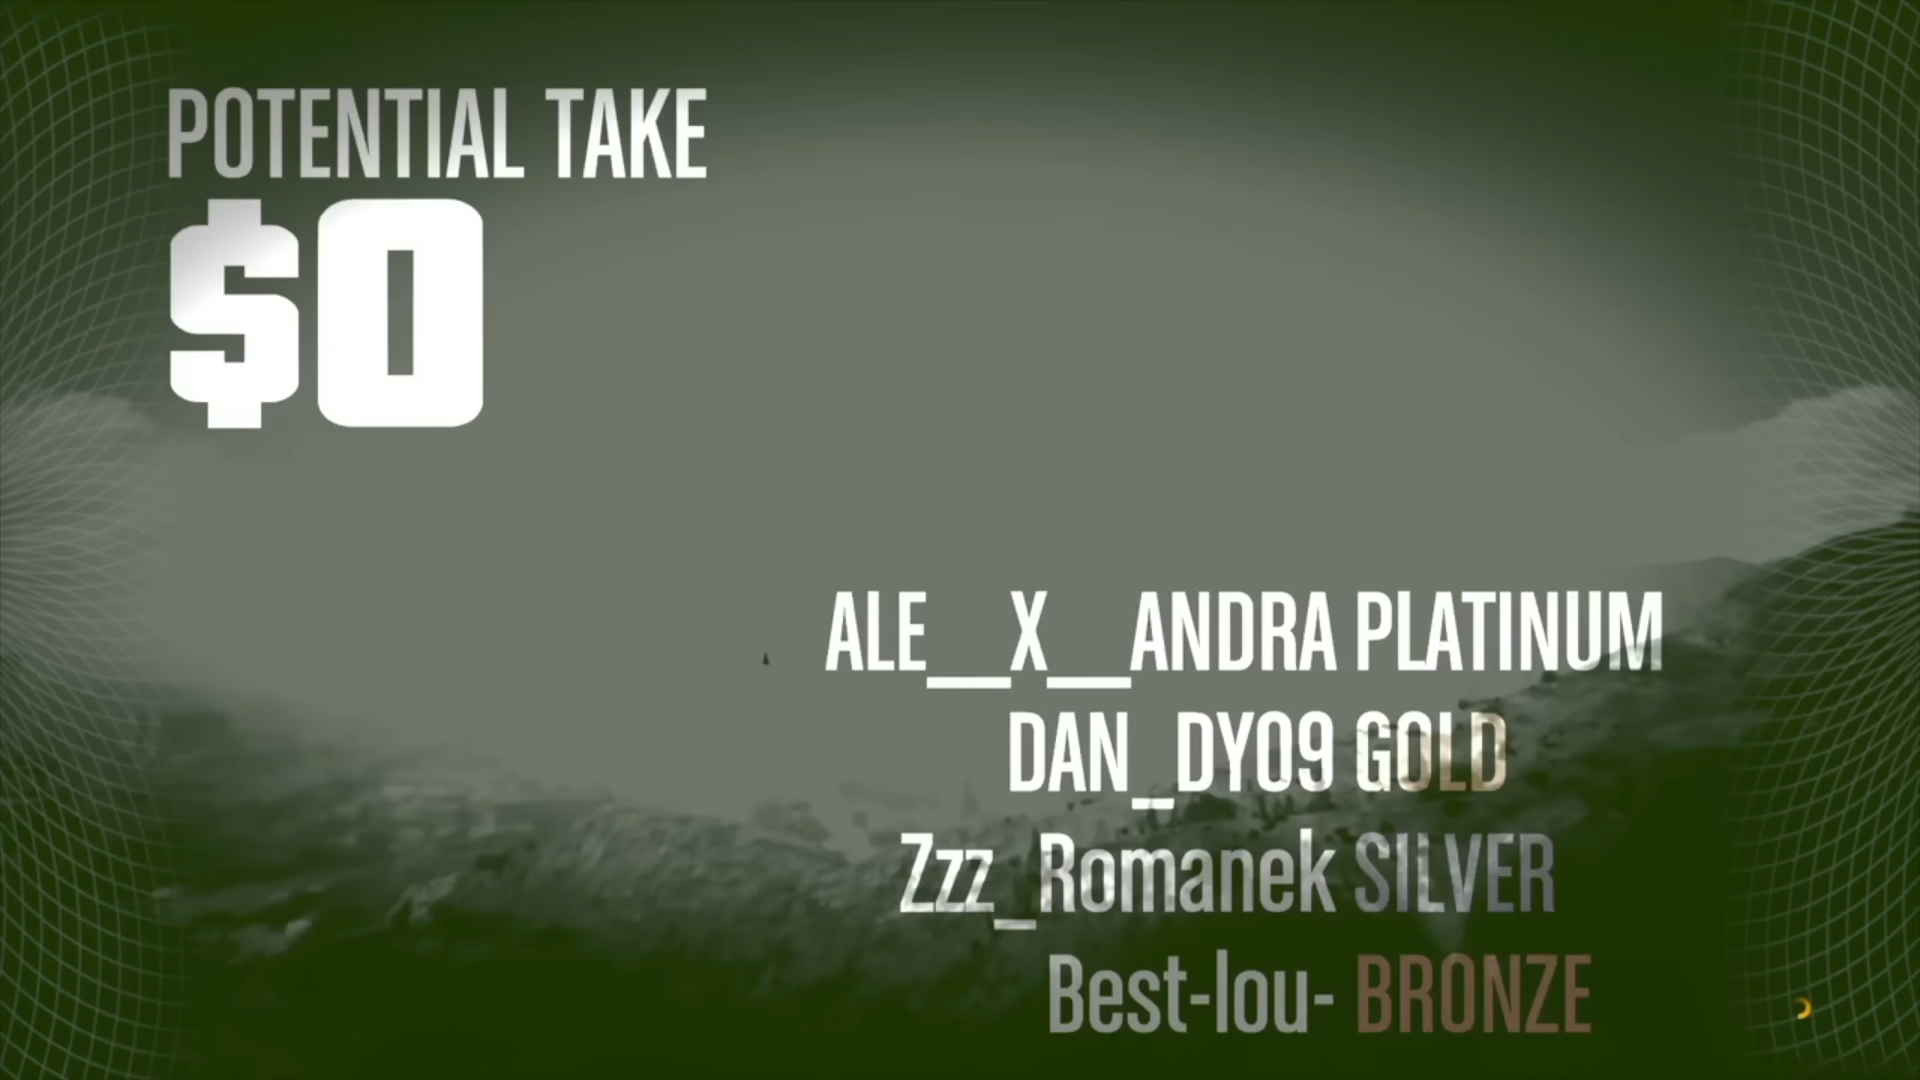 POTENTIAL TAKE
$0
ALE__X__ANDRA PLATINUM
DAN_DY09 GOLD
Zzz_Romanek SILVER
Best-lou- BRONZE